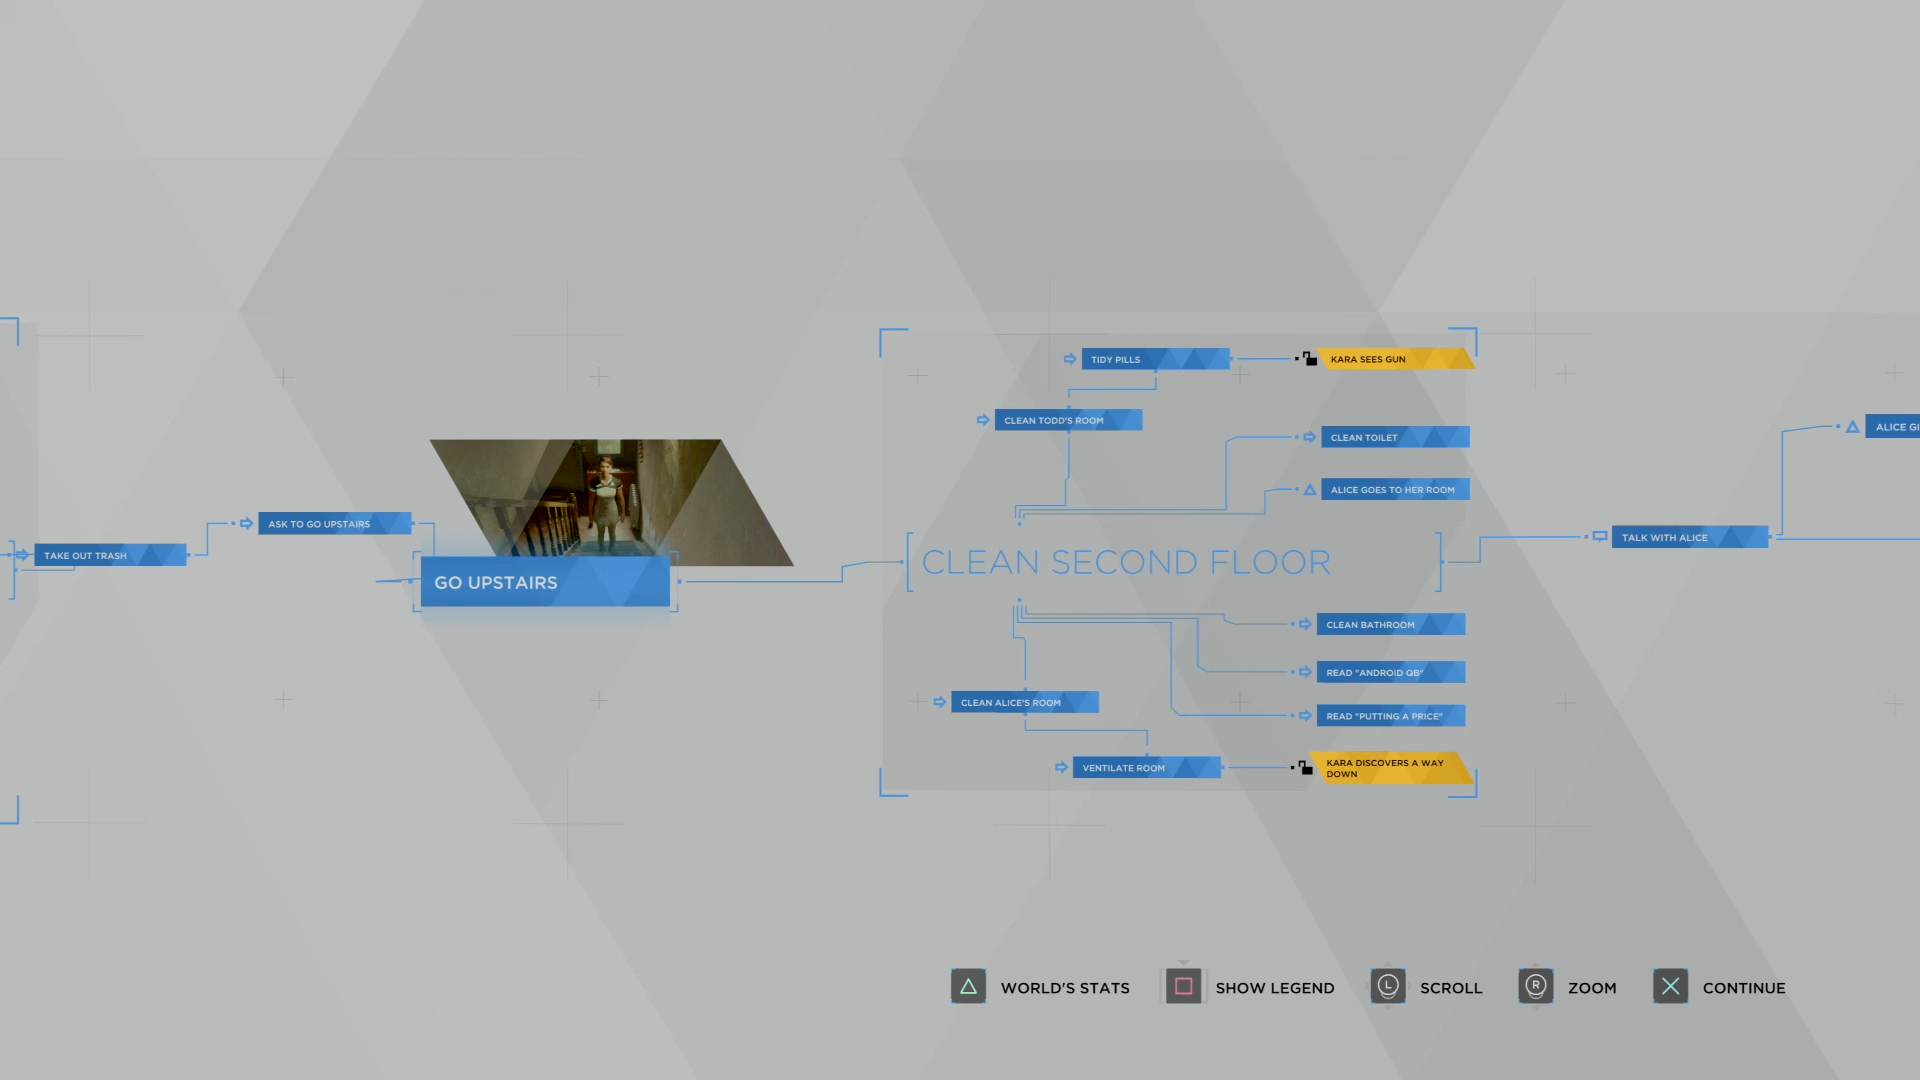 TIDY PILLS
KARA SEES GUN
CLEAN TODD'S ROOM
ALICE GI
CLEAN TOILET
ALICE GOES TO HER ROOM
ASK TO GO UPSTAIRS
TAKE OUT TRASH
GO UPSTAIRS
CLEAN SECOND FLOOR
TALK WITH ALICE
CLEAN BATHROOM
READ "ANDROID QB"
CLEAN ALICE'S ROOM
READ "PUTTING A PRICE"
VENTILATE ROOM
KARA DISCOVERS A WAY
DOWN
WORLD'S STATS
SHOW LEGEND
L
SCROLL
R
ZOOM
CONTINUE